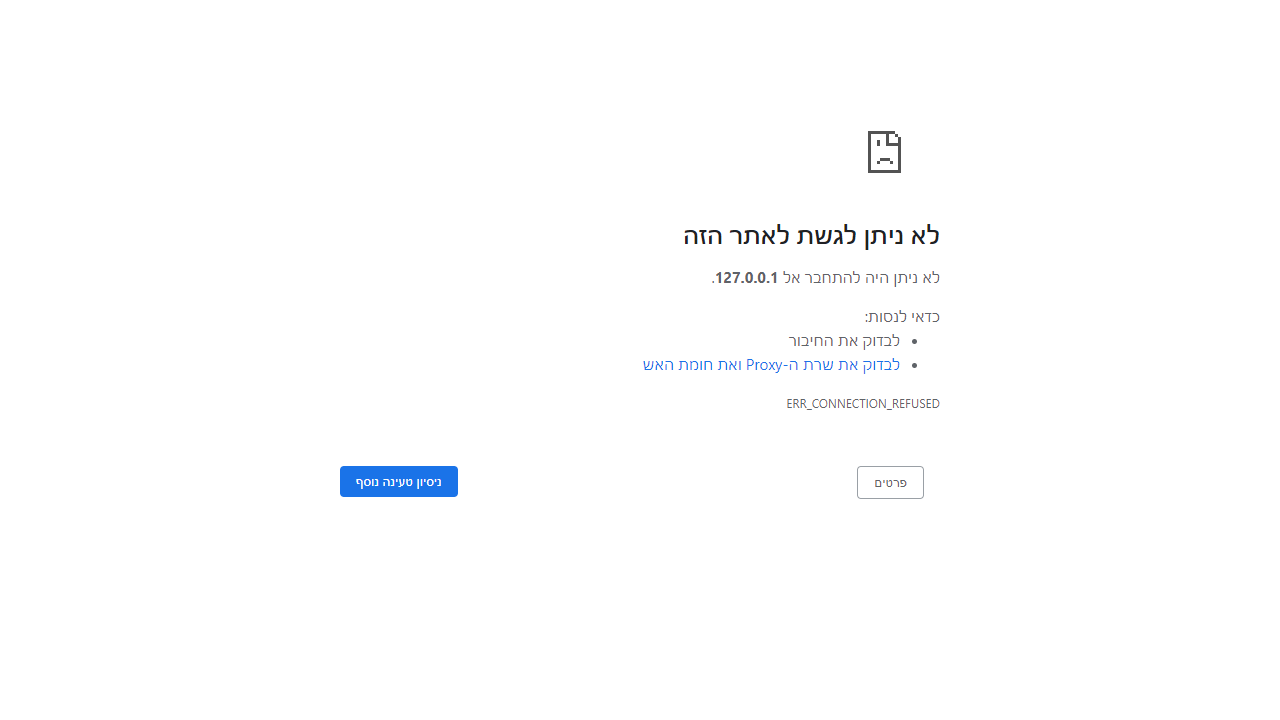 לא ניתן לגשת לאתר הזה
לא ניתן היה להתחבר אל 127.0.0.1.
כדאי לנסות:
לבדוק את החיבור
לבדוק את שרת ה-Proxy ואת חומת האש
ERR_CONNECTION_REFUSED
פרטים
ניסיון טעינה נוסף